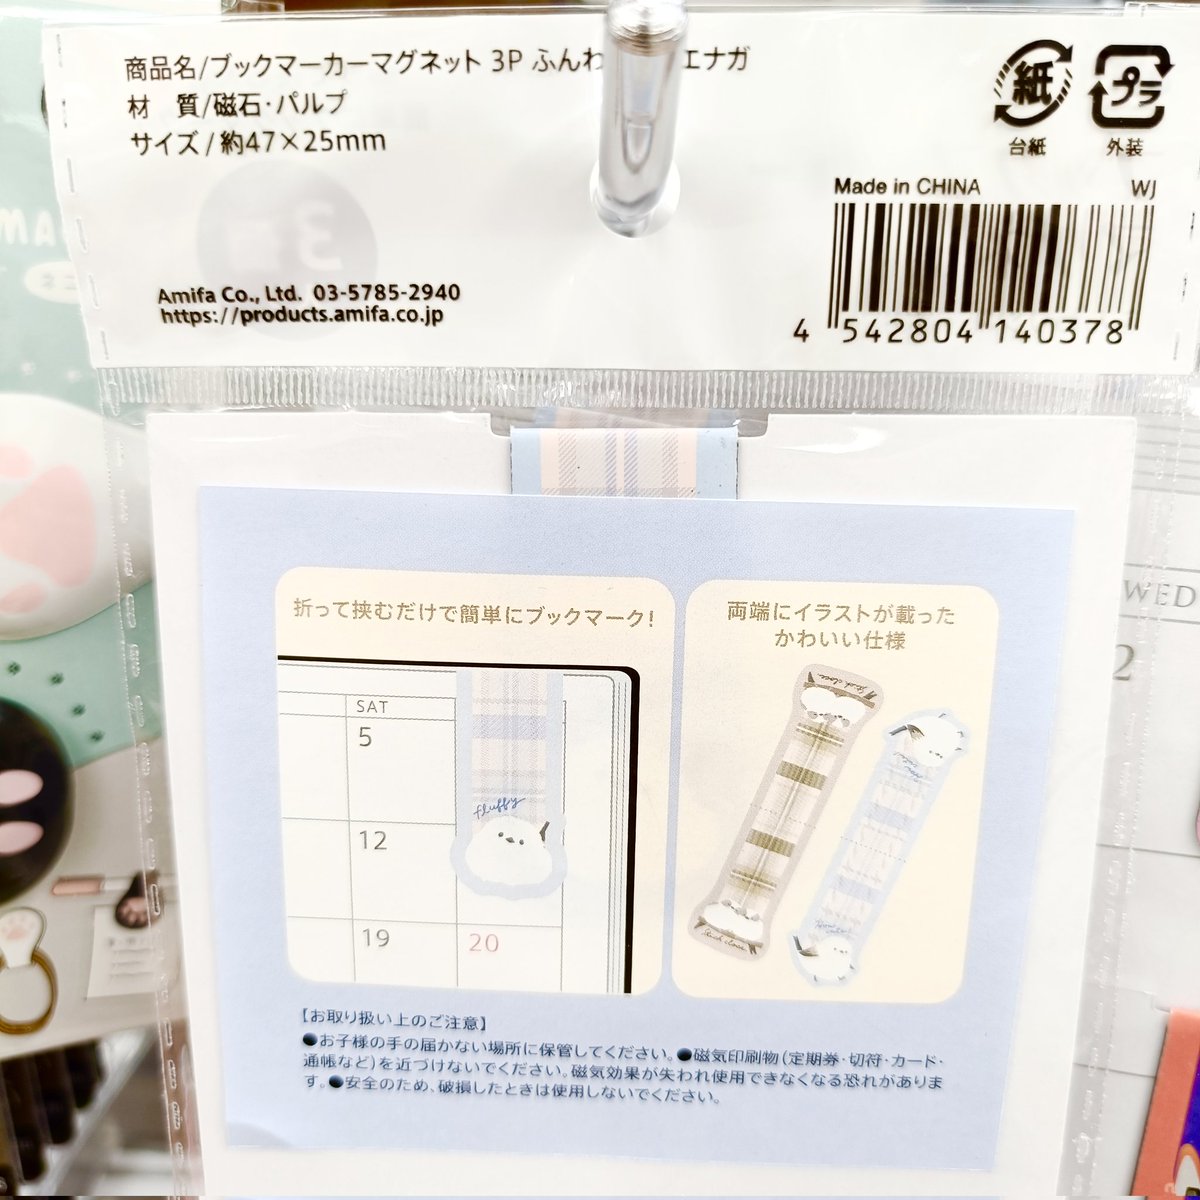 商品名/ブックマーカーマグネット 3P ふんわ エナガ
材 質/磁石・パルプ
サイズ/約47×25mm
紙
台紙
プラ
外装
Made in CHINA
WJ
4 542804 140378
Amifa Co., Ltd. 03-5785-2940
https://products.amifa.co.jp
折って挟むだけで簡単にブックマーク!
SAT
5
12
19
20
fluffy
両端にイラストが載った
かわいい仕様
WED
2
【お取り扱い上のご注意】
●お子様の手の届かない場所に保管してください。●磁気印刷物(定期券・切符・カード・
通帳など)を近づけないでください。磁気効果が失われ使用できなくなる恐れがありま
す。●安全のため、破損したときは使用しないでください。